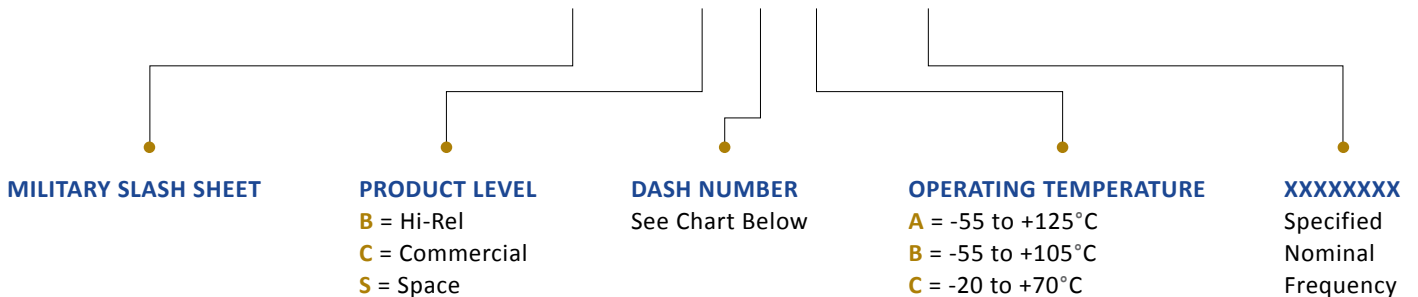 MILITARY SLASH SHEET
PRODUCT LEVEL
B = Hi-Rel
C = Commercial
S = Space
DASH NUMBER
See Chart Below
OPERATING TEMPERATURE
A = -55 to +125°C
B = -55 to +105°C
C = -20 to +70°C
XXXXXXXX
Specified
Nominal
Frequency